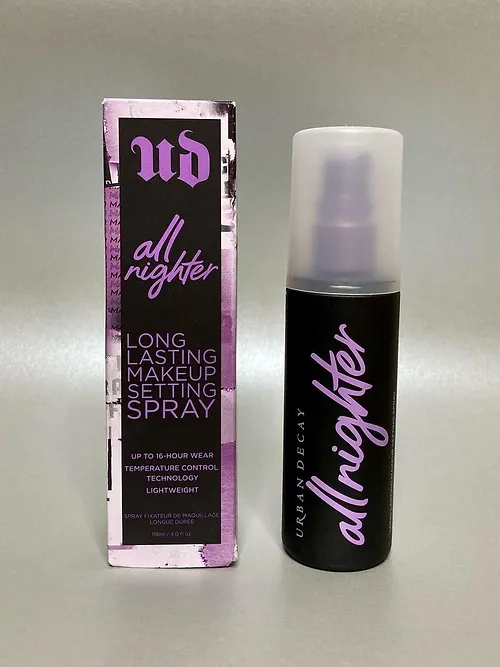 ud
all
nighter
LONG
LASTING
MAKEUP
SETTING
SPRAY
UP TO 16-HOUR WEAR
TEMPERATURE CONTROL
TECHNOLOGY
LIGHTWEIGHT
SPRAY FIXATEUR DE MAQUILLAGE
LONGUE DURÉE
118ml / 4.0 fl oz
URBAN DECAY
all nighter